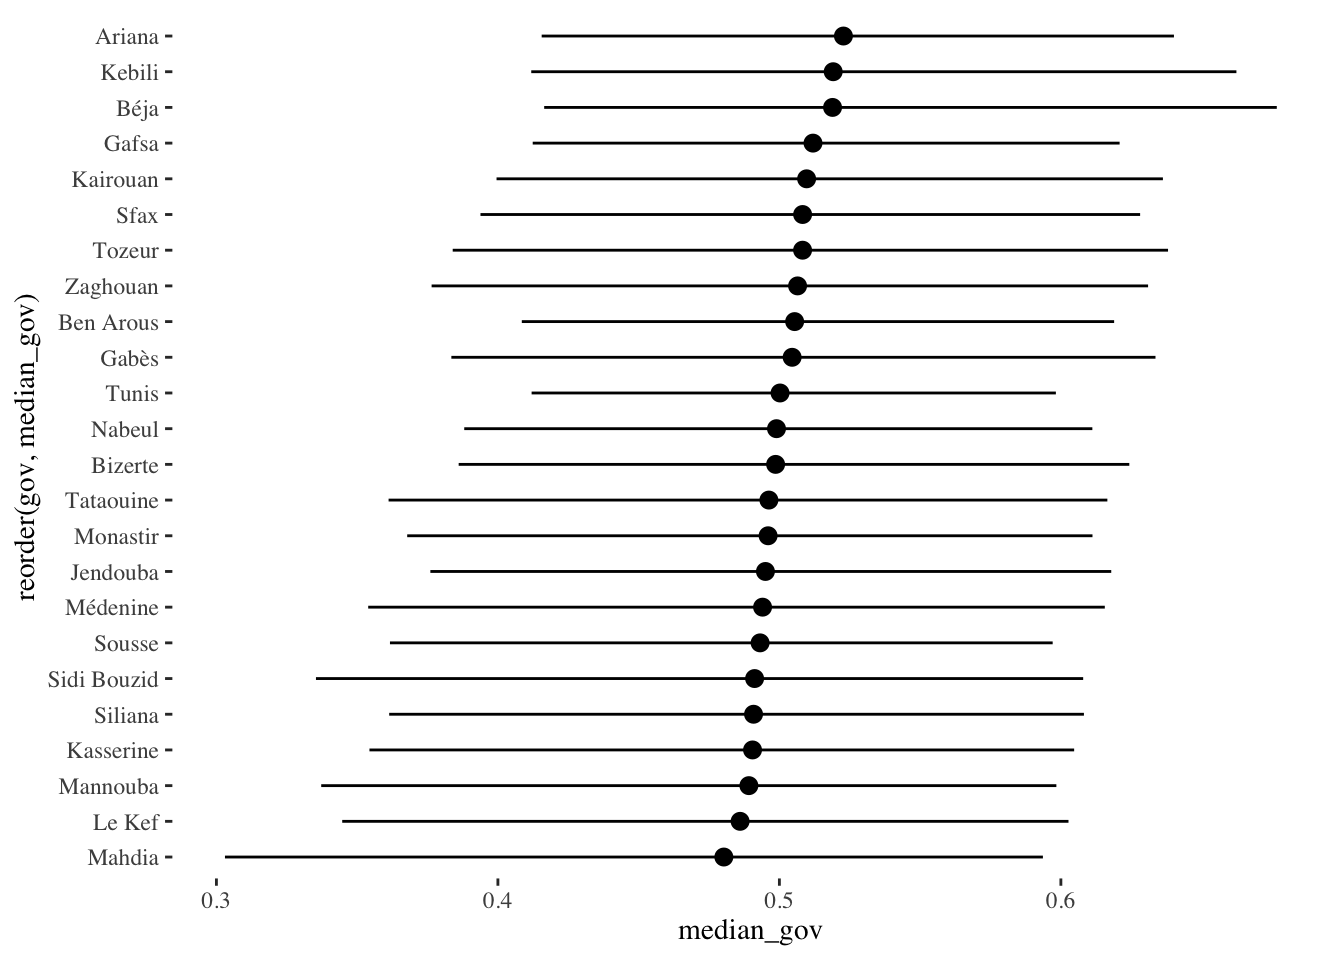 Ariana
Kebili
Béja
Gafsa
Kairouan
Sfax
Tozeur
Zaghouan
Ben Arous
Gabès
Tunis
Nabeul
Bizerte
Tataouine
Monastir
Jendouba
Médenine
Sousse
Sidi Bouzid
Siliana
Kasserine
Mannouba
Le Kef
Mahdia
reorder(gov, median_gov)
0.3 0.4 0.5 0.6
median_gov